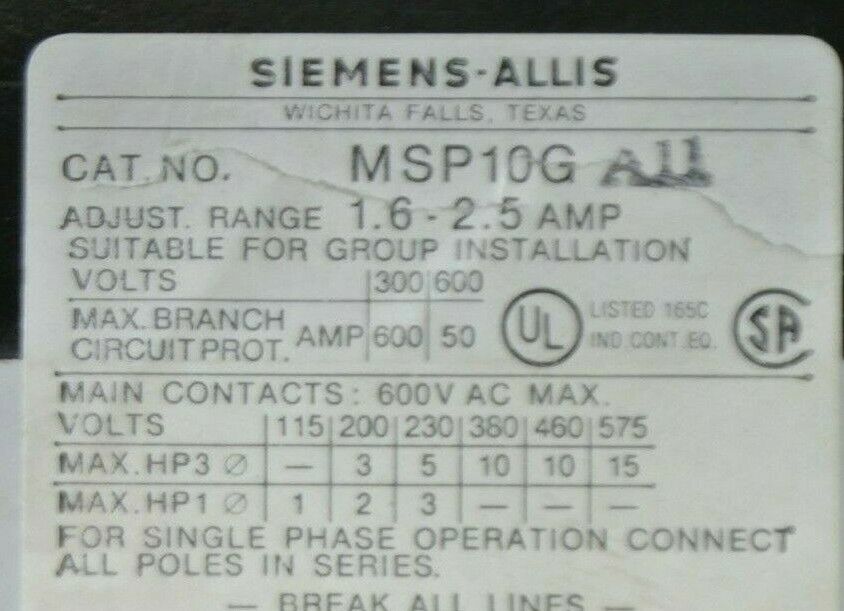 SIEMENS-ALLIS
WICHITA FALLS, TEXAS
CAT. NO. MSP10G A11
ADJUST. RANGE 1.6 - 2.5 AMP
SUITABLE FOR GROUP INSTALLATION
VOLTS 300 600
MAX. BRANCH CIRCUIT PROT. AMP 600 50
UL LISTED 165C IND. CONT. EQ. SA
MAIN CONTACTS: 600V AC MAX.
VOLTS 115 200 230 380 460 575
MAX. HP3 Ø — 3 5 10 10 15
MAX. HP1 Ø 1 2 3 — — —
FOR SINGLE PHASE OPERATION CONNECT
ALL POLES IN SERIES.
— BREAK ALL LINES —